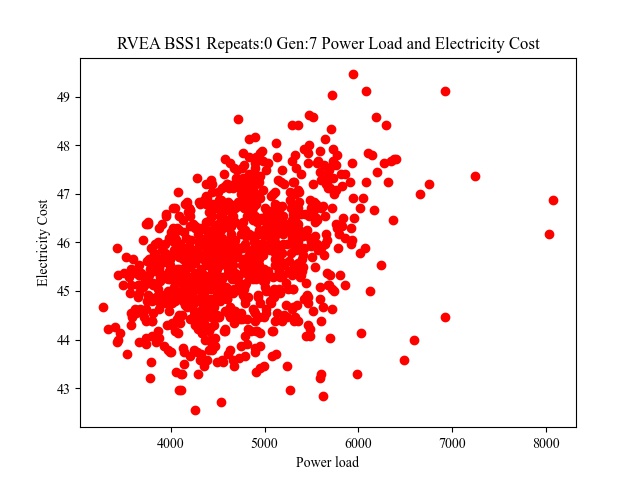 RVEA BSS1 Repeats:0 Gen:7 Power Load and Electricity Cost
49
48
47
46
45
44
43
Electricity Cost
4000 5000 6000 7000 8000
Power load